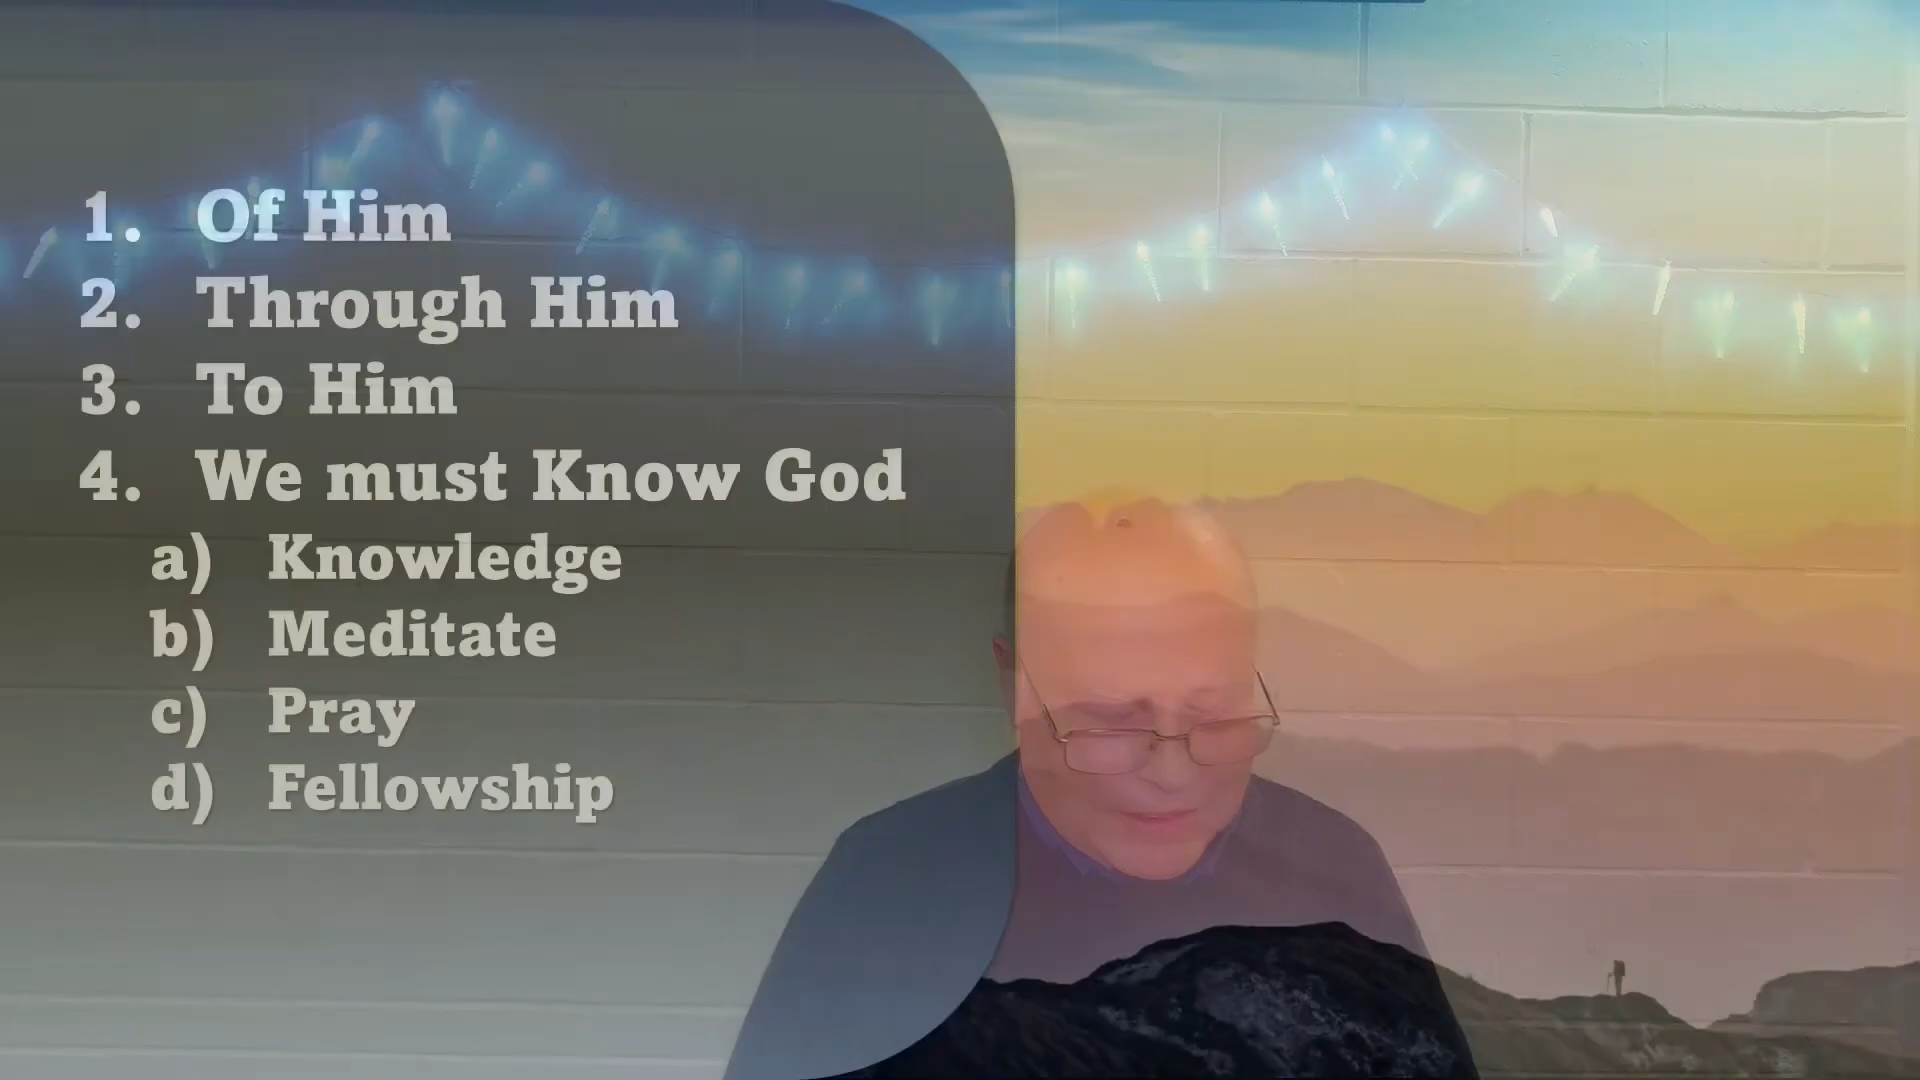 1. Of Him
2. Through Him
3. To Him
4. We must Know God
a) Knowledge
b) Meditate
c) Pray
d) Fellowship